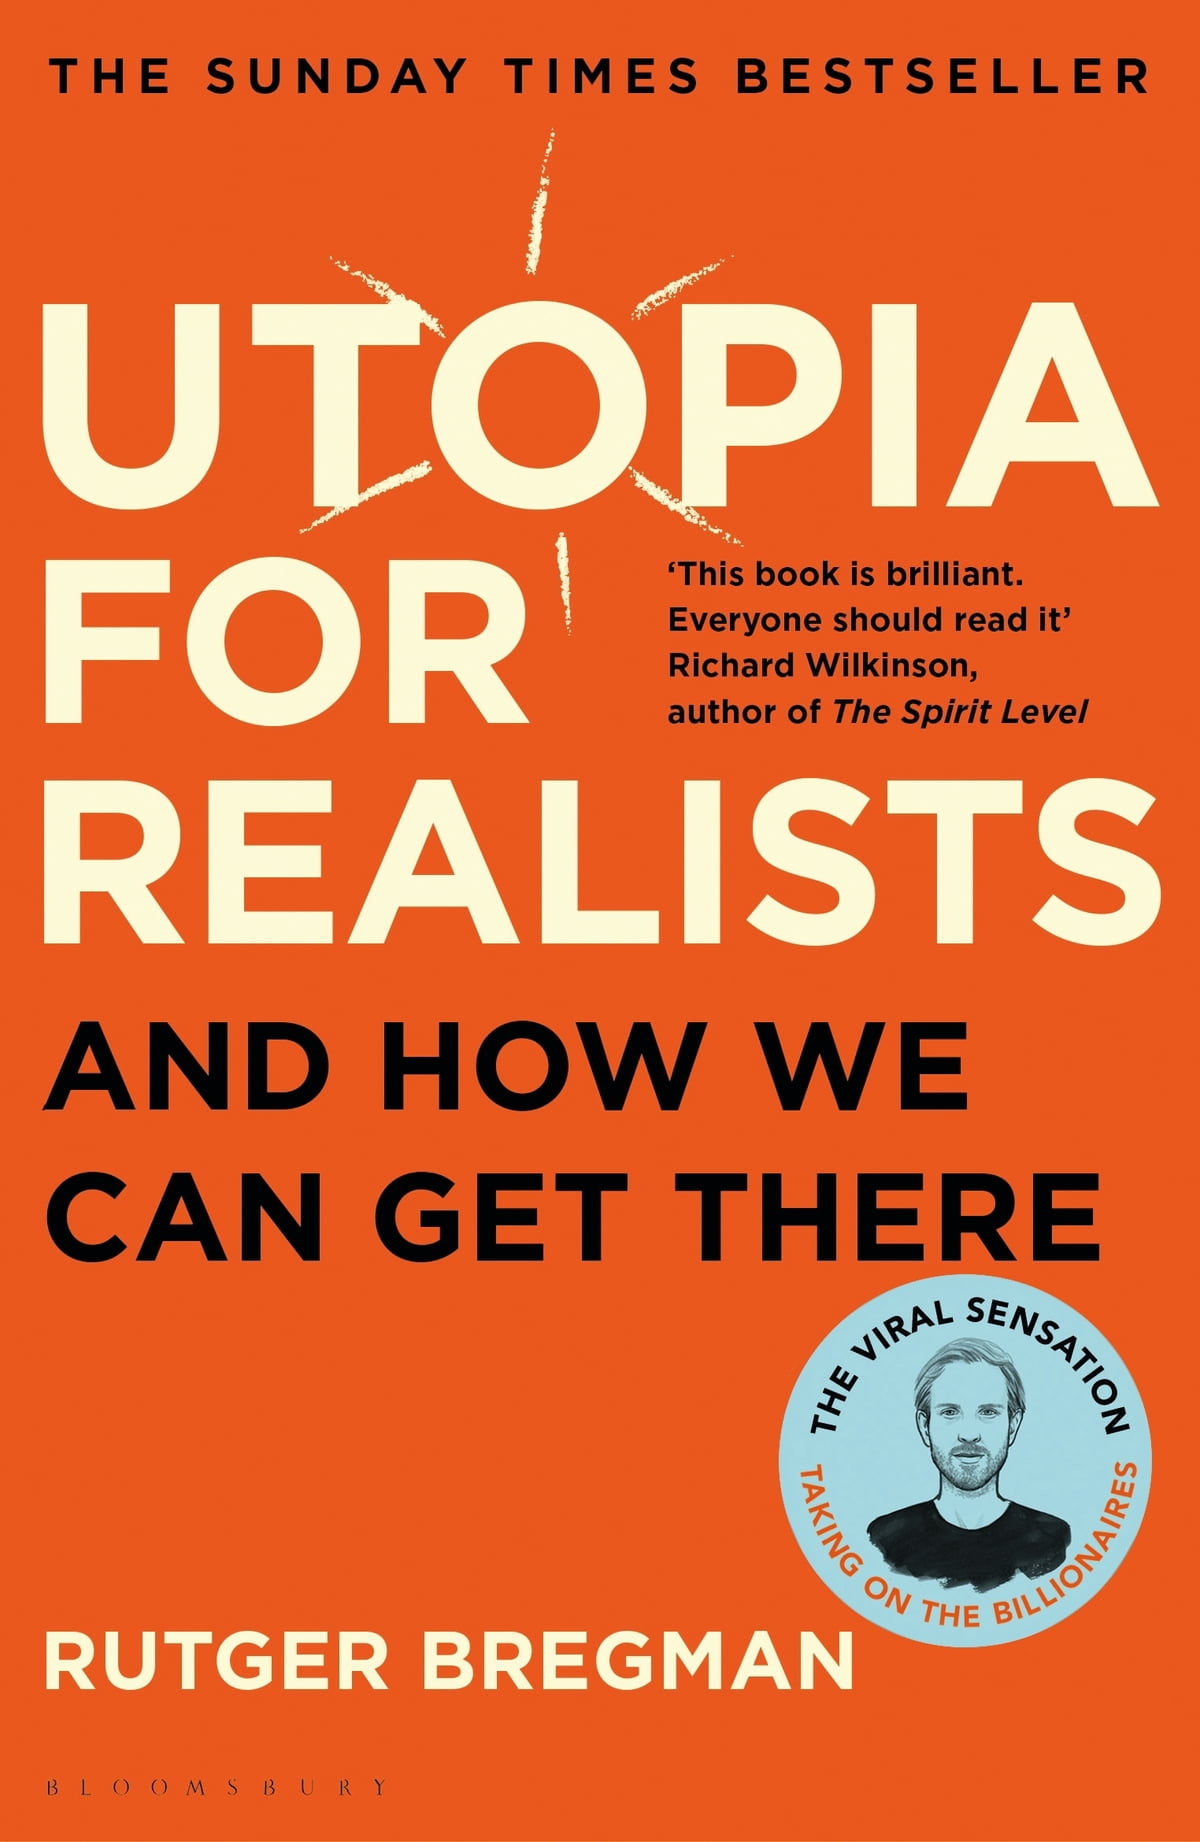 THE SUNDAY TIMES BESTSELLER
UTOPIA
FOR
‘This book is brilliant.
Everyone should read it’
Richard Wilkinson,
author of The Spirit Level
REALISTS
AND HOW WE
CAN GET THERE
THE VIRAL SENSATION
TAKING ON THE BILLIONAIRES
RUTGER BREGMAN
BLOOMSBURY